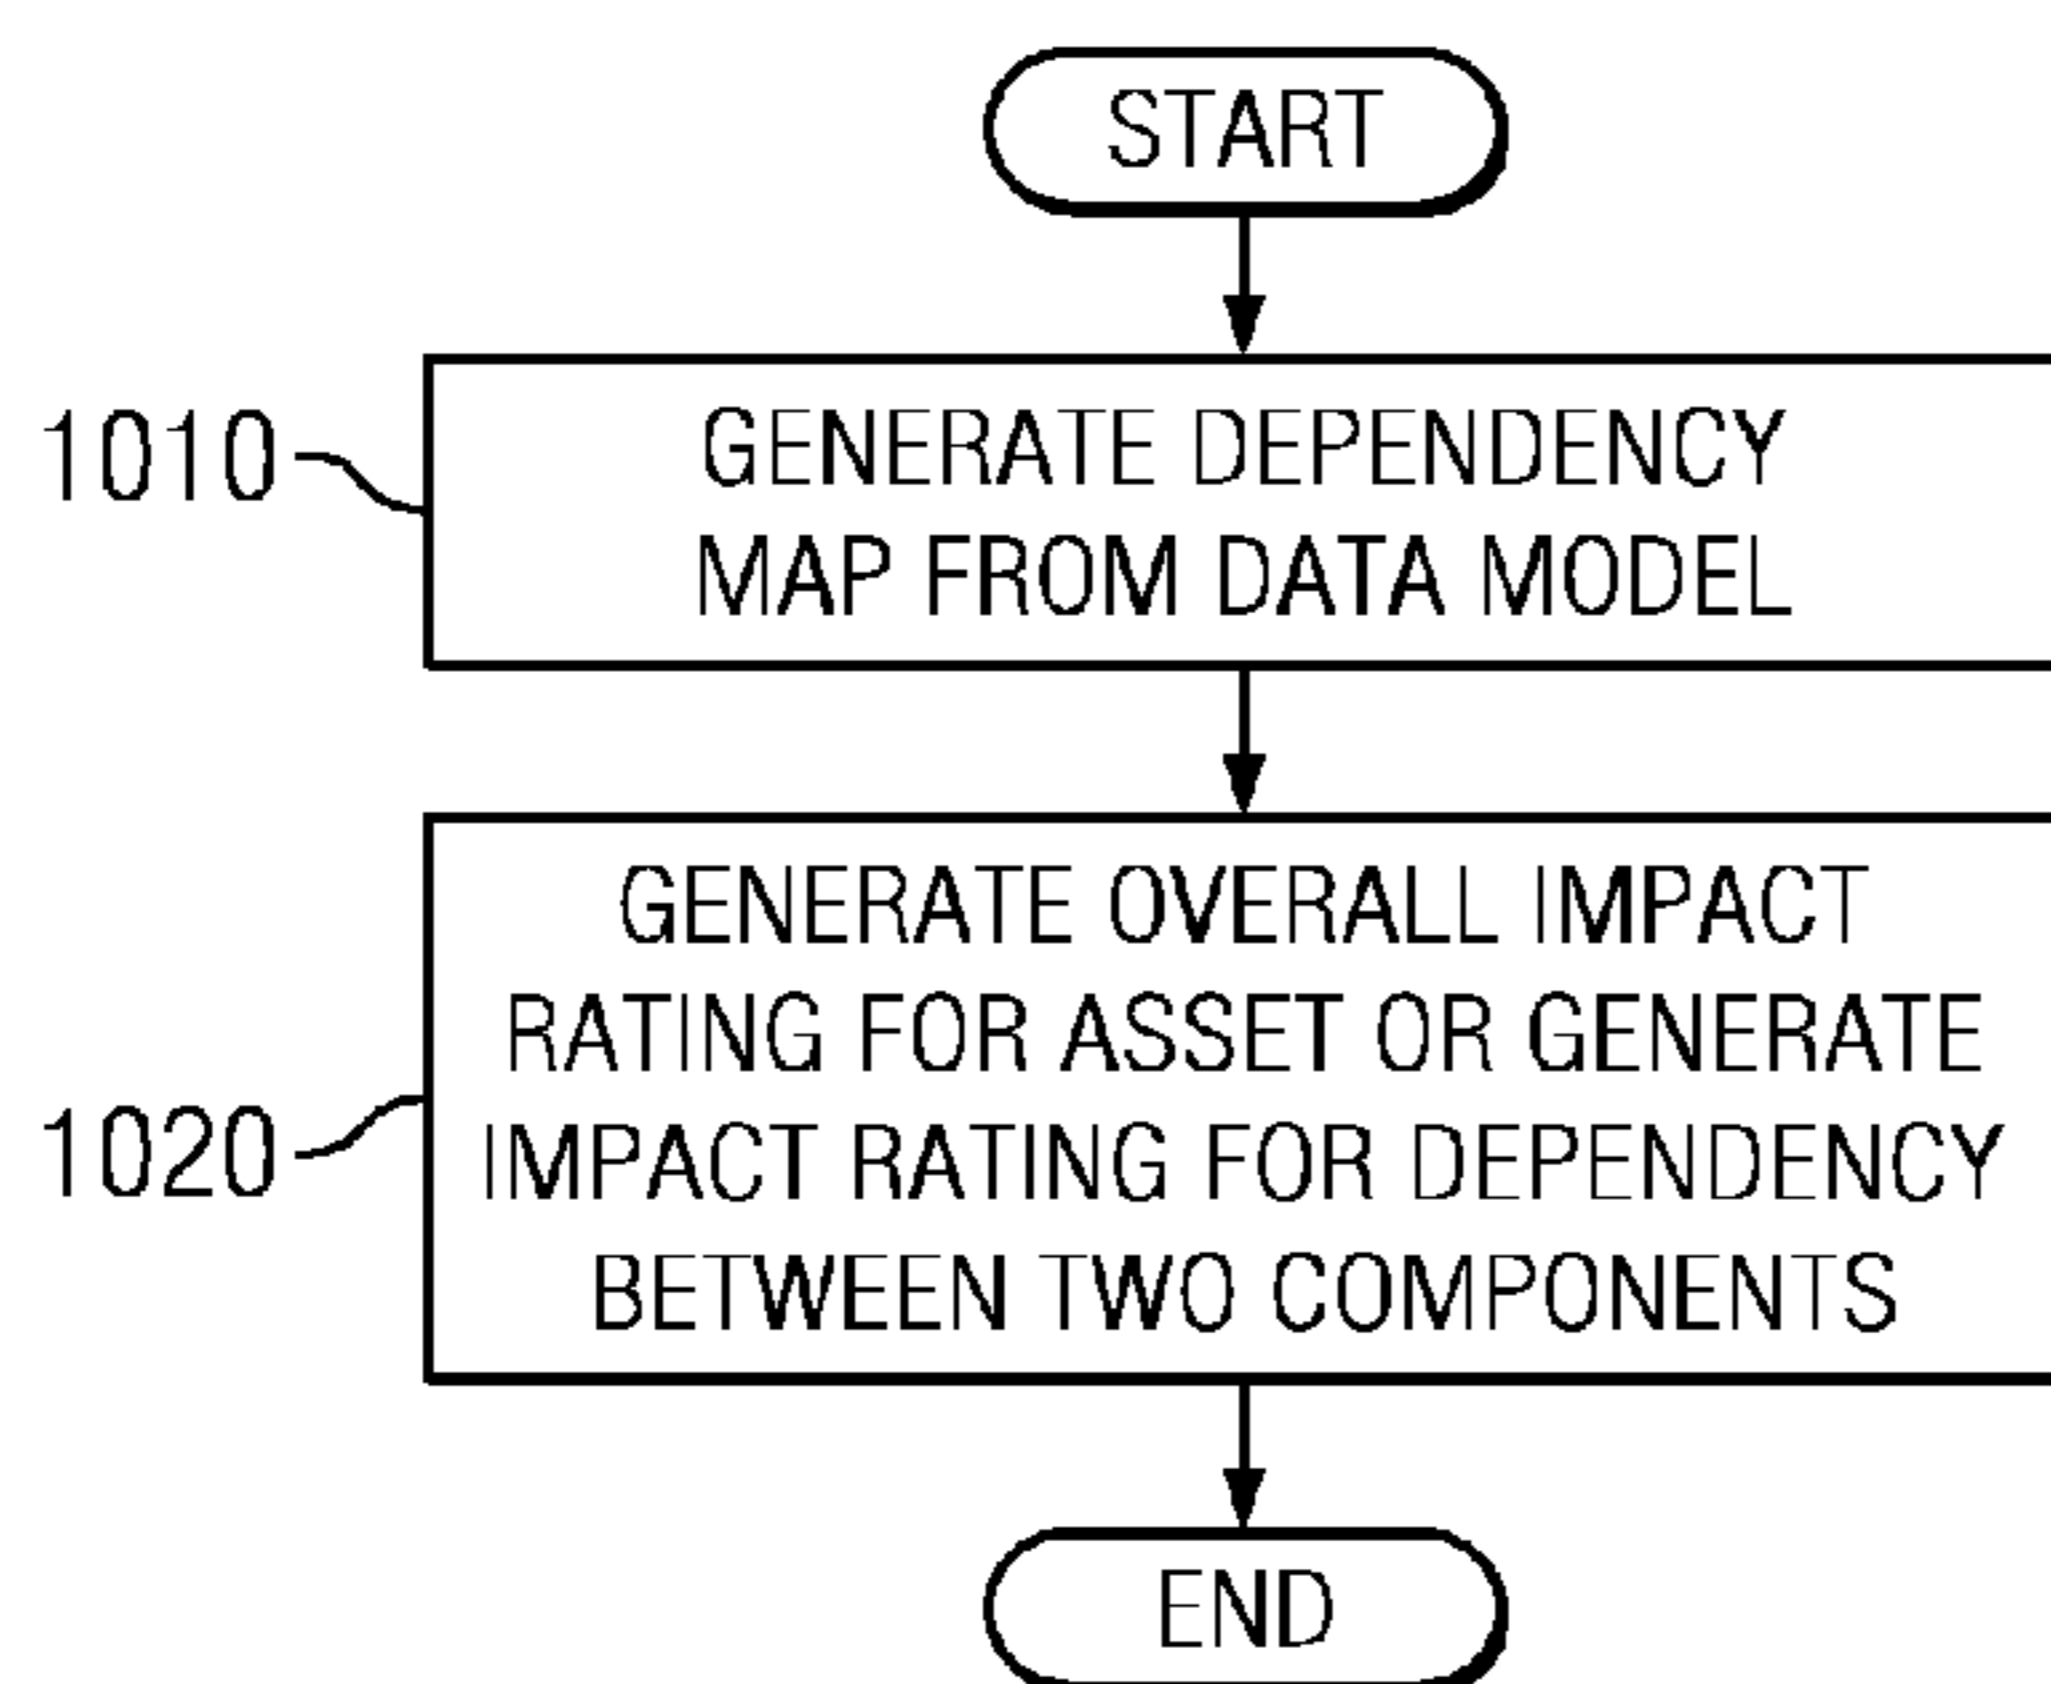 START
1010
GENERATE DEPENDENCY
MAP FROM DATA MODEL
1020
GENERATE OVERALL IMPACT
RATING FOR ASSET OR GENERATE
IMPACT RATING FOR DEPENDENCY
BETWEEN TWO COMPONENTS
END